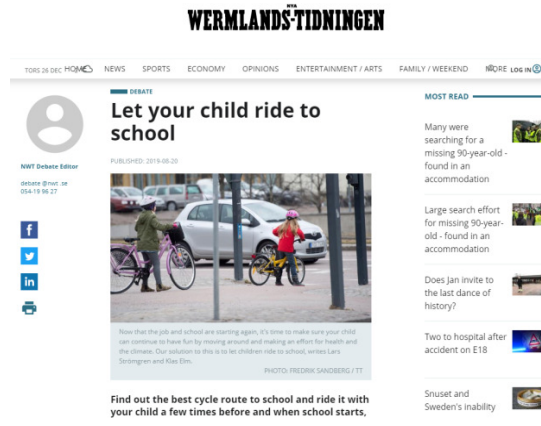 NYA
WERMLANDS-TIDNINGEN
TORS 26 DEC HOME NEWS SPORTS ECONOMY OPINIONS ENTERTAINMENT / ARTS FAMILY / WEEKEND MORE LOG IN
DEBATE
Let your child ride to
school
PUBLISHED: 2019-08-20
NWT Debate Editor
debate @nwt .se
054-19 96 27
Now that the job and school are starting again, it's time to make sure your child
can continue to have fun by moving around and making an effort for health and
the climate. Our solution to this is to let children ride to school, writes Lars
Strömgren and Klas Elm.
PHOTO: FREDRIK SANDBERG / TT
Find out the best cycle route to school and ride it with
your child a few times before and when school starts,
MOST READ
Many were
searching for a
missing 90-year-old -
found in an
accommodation
Large search effort
for missing 90-year-
old - found in an
accommodation
Does Jan invite to
the last dance of
history?
Two to hospital after
accident on E18
Snuset and
Sweden's inability